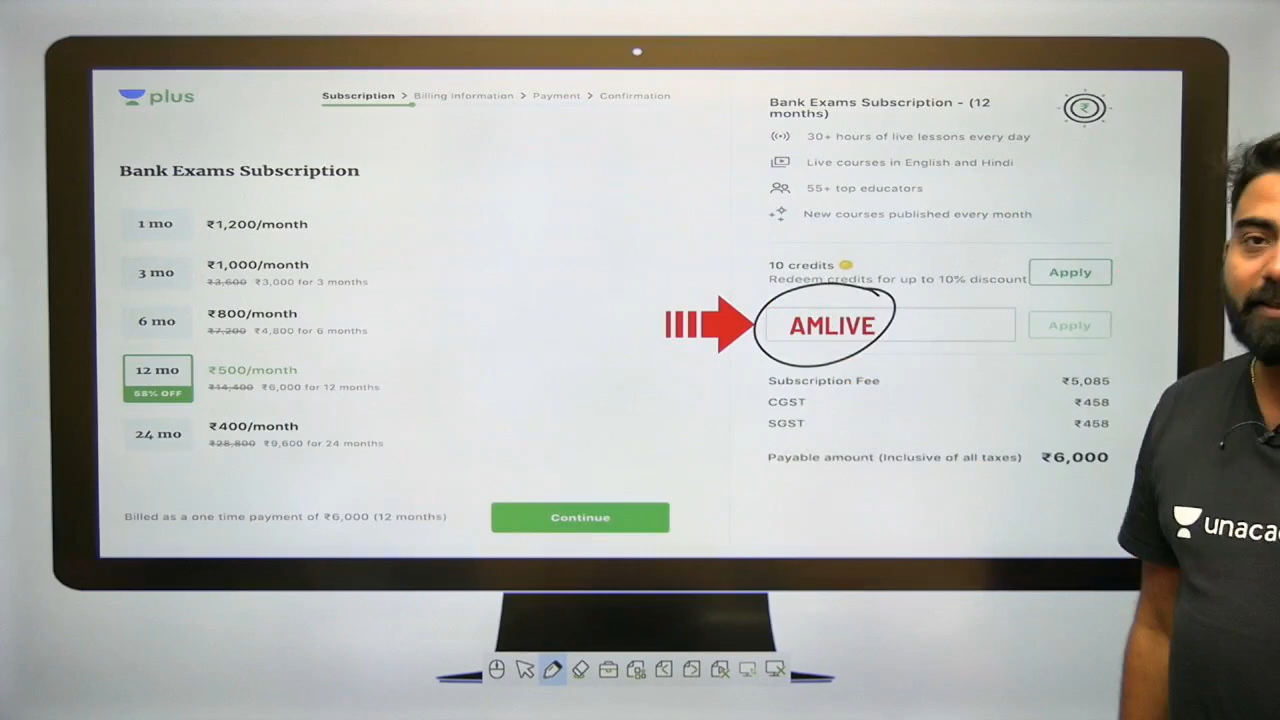 plus
Subscription > Billing Information > Payment > Confirmation
Bank Exams Subscription
1 mo ₹1,200/month
3 mo ₹1,000/month
₹3,600 ₹3,000 for 3 months
6 mo ₹800/month
₹7,200 ₹4,800 for 6 months
12 mo ₹500/month
58% OFF ₹14,400 ₹6,000 for 12 months
24 mo ₹400/month
₹28,800 ₹9,600 for 24 months
Billed as a one time payment of ₹6,000 (12 months)
Continue
Bank Exams Subscription - (12
months)
30+ hours of live lessons every day
Live courses in English and Hindi
55+ top educators
New courses published every month
10 credits
Redeem credits for up to 10% discount
Apply
AMLIVE
Apply
Subscription Fee ₹5,085
CGST ₹458
SGST ₹458
Payable amount (Inclusive of all taxes) ₹6,000